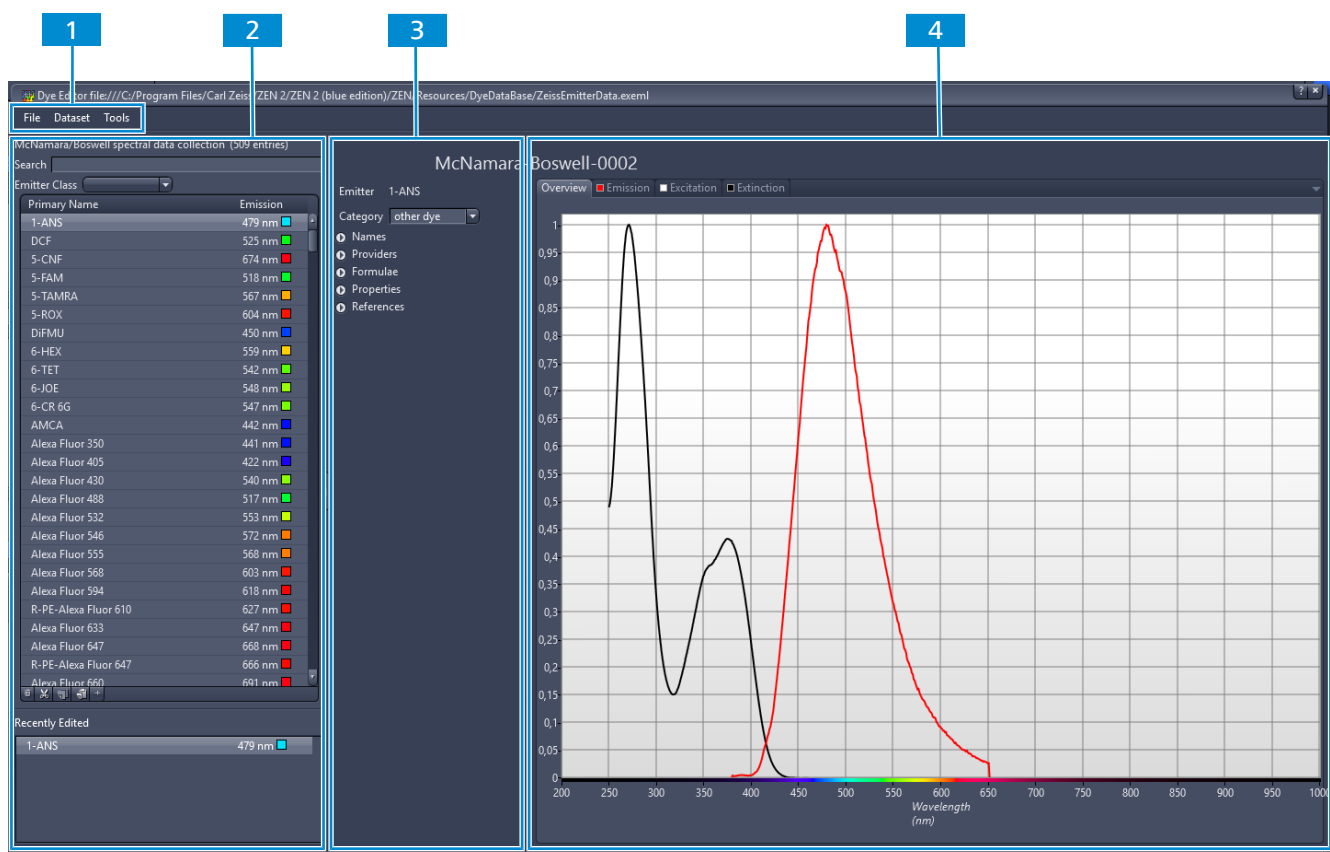 1 2 3 4
Dye Editor file:///C:/Program Files/Carl Zeiss/ZEN 2/ZEN 2 (blue edition)/ZEN/Resources/DyeDataBase/ZeissEmitterData.exeml ? ×
File Dataset Tools
McNamara/Boswell spectral data collection (509 entries)
Search
Emitter Class
Primary Name Emission
1-ANS 479 nm
DCF 525 nm
5-CNF 674 nm
5-FAM 518 nm
5-TAMRA 567 nm
5-ROX 604 nm
DiFMU 450 nm
6-HEX 559 nm
6-TET 542 nm
6-JOE 548 nm
6-CR 6G 547 nm
AMCA 442 nm
Alexa Fluor 350 441 nm
Alexa Fluor 405 422 nm
Alexa Fluor 430 540 nm
Alexa Fluor 488 517 nm
Alexa Fluor 532 553 nm
Alexa Fluor 546 572 nm
Alexa Fluor 555 568 nm
Alexa Fluor 568 603 nm
Alexa Fluor 594 618 nm
R-PE-Alexa Fluor 610 627 nm
Alexa Fluor 633 647 nm
Alexa Fluor 647 668 nm
R-PE-Alexa Fluor 647 666 nm
Alexa Fluor 660 691 nm
Recently Edited
1-ANS 479 nm
McNamara-Boswell-0002
Emitter 1-ANS
Category other dye
Names
Providers
Formulae
Properties
References
Overview Emission Excitation Extinction
1
0,95
0,9
0,85
0,8
0,75
0,7
0,65
0,6
0,55
0,5
0,45
0,4
0,35
0,3
0,25
0,2
0,15
0,1
0,05
0
200 250 300 350 400 450 500 550 600 650 700 750 800 850 900 950 1000
Wavelength
(nm)